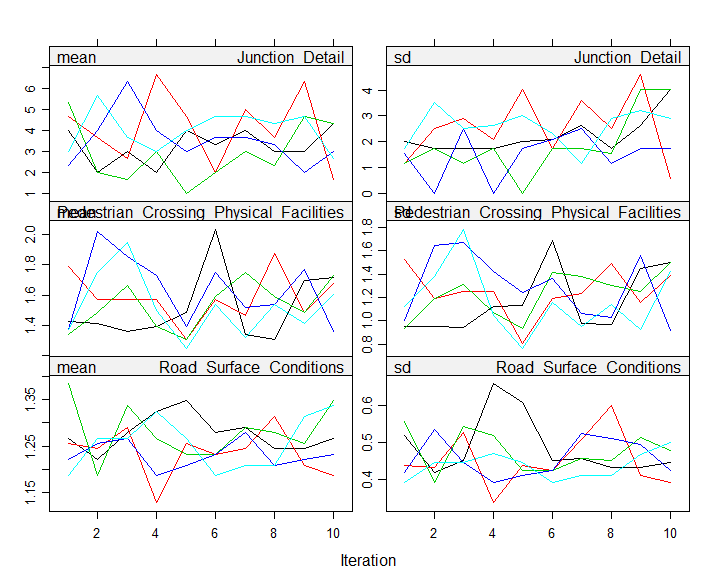 mean Junction Detail
sd Junction Detail
1 2 3 4 5 6
0 1 2 3 4
mean Pedestrian Crossing Physical Facilities
sd Pedestrian Crossing Physical Facilities
1.4 1.6 1.8 2.0
0.8 1.0 1.2 1.4 1.6 1.8
mean Road Surface Conditions
sd Road Surface Conditions
1.15 1.25 1.35
0.4 0.5 0.6
2 4 6 8 10
2 4 6 8 10
Iteration